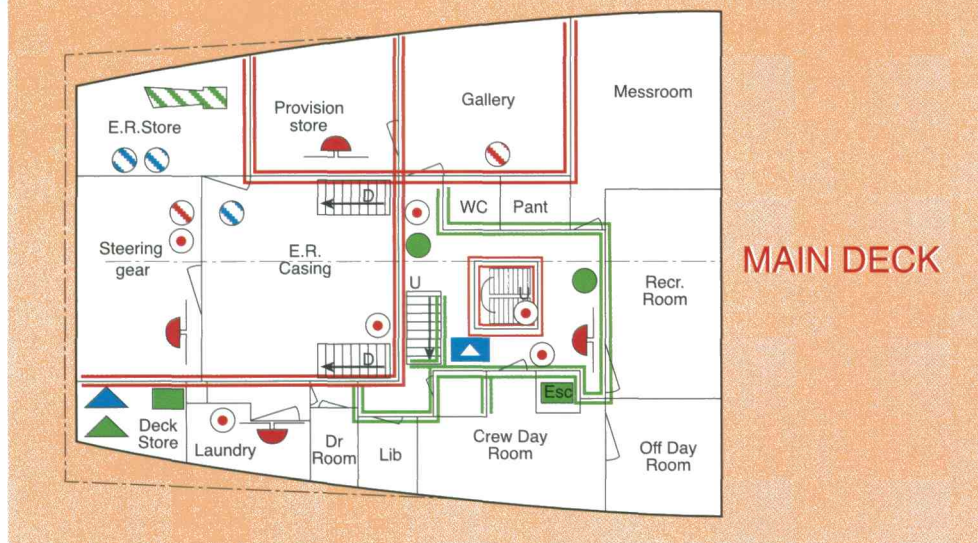 Messroom
Gallery
Provision
store
E.R.Store
D
WC
Pant
Steering
gear
E.R.
Casing
MAIN DECK
U
U
Recr.
Room
D
Esc
Deck
Store
Laundry
Dr
Room
Lib
Crew Day
Room
Off Day
Room